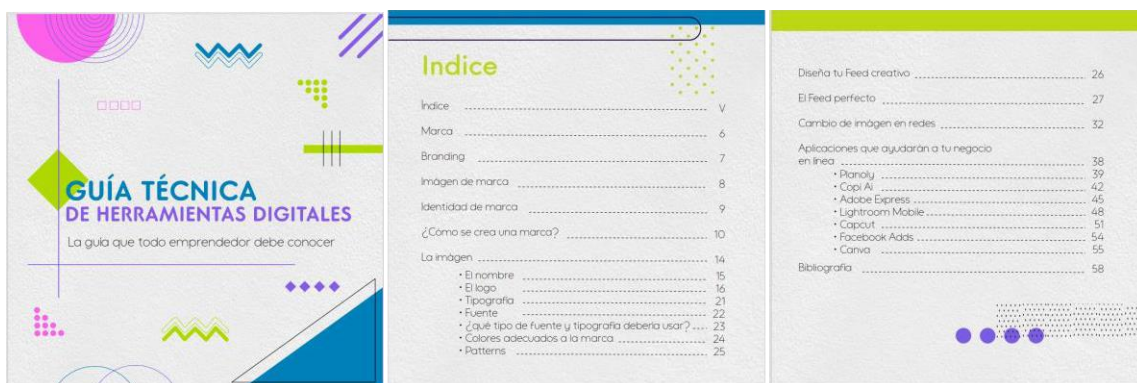 GUÍA TÉCNICA
DE HERRAMIENTAS DIGITALES
La guía que todo emprendedor debe conocer
Indice
Índice V
Marca 6
Branding 7
Imàgen de marca 8
Identidad de marca 9
¿Cómo se crea una marca? 10
La imàgen 14
• El nombre 15
• El logo 16
• Tipografía 21
• Fuente 22
• ¿qué tipo de fuente y tipografía debería usar? 23
• Colores adecuados a la marca 24
• Patterns 25
Diseña tu Feed creativo 26
El Feed perfecto 27
Cambio de imàgen en redes 32
Aplicaciones que ayudarán a tu negocio
en línea 38
• Planoly 39
• Copi Ai 42
• Adobe Express 45
• Lightroom Mobile 48
• Capcut 51
• Facebook Adds 54
• Canva 55
Bibliografía 58